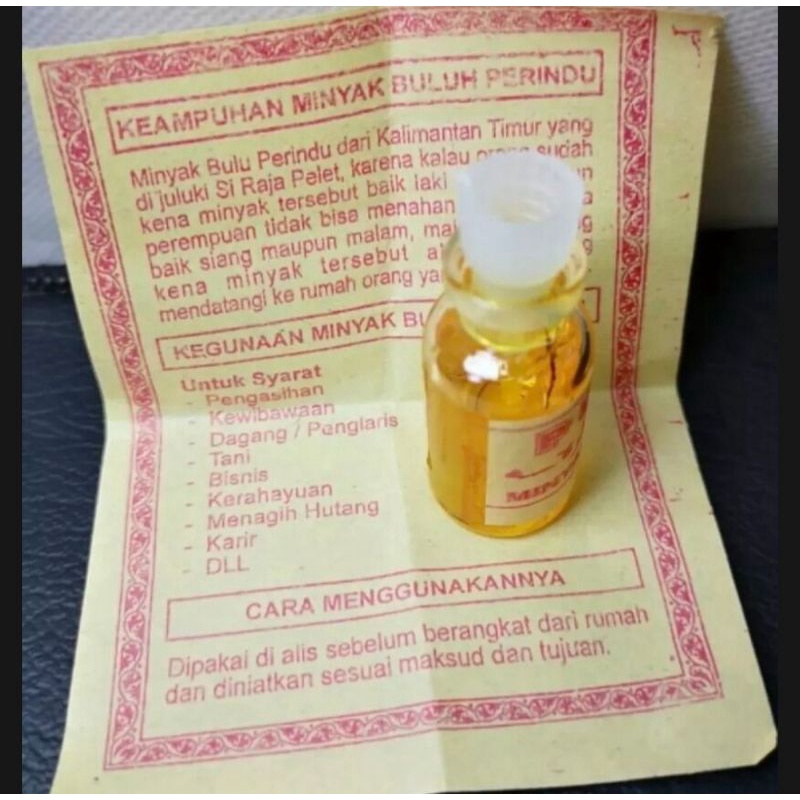 KEAMPUHAN MINYAK BULUH PERINDU
Minyak Bulu Perindu dari Kalimantan Timur yang
di juluki Si Raja Pelet, karena kalau orang sudah
kena minyak tersebut baik laki
perempuan tidak bisa menahan
baik siang maupun malam,
kena minyak tersebut
mendatangi ke rumah orang
KEGUNAAN MINYAK
Untuk Syarat
- Pengasihan
- Kewibawaan
- Dagang / Penglaris
- Tani
- Bisnis
- Kerahayuan
- Menagih Hutang
- Karir
- DLL
MINY
CARA MENGGUNAKANNYA
Dipakai di alis sebelum berangkat dari rumah
dan diniatkan sesuai maksud dan tujuan.